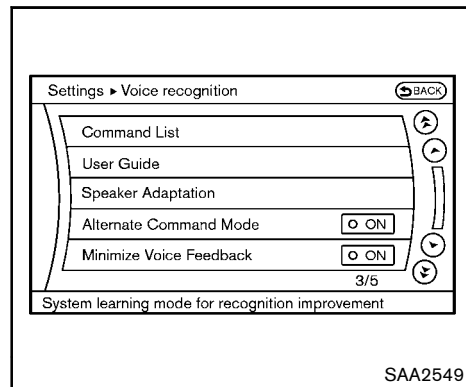 Settings ▸ Voice recognition BACK
Command List
User Guide
Speaker Adaptation
Alternate Command Mode ON
Minimize Voice Feedback ON
3/5
System learning mode for recognition improvement
SAA2549